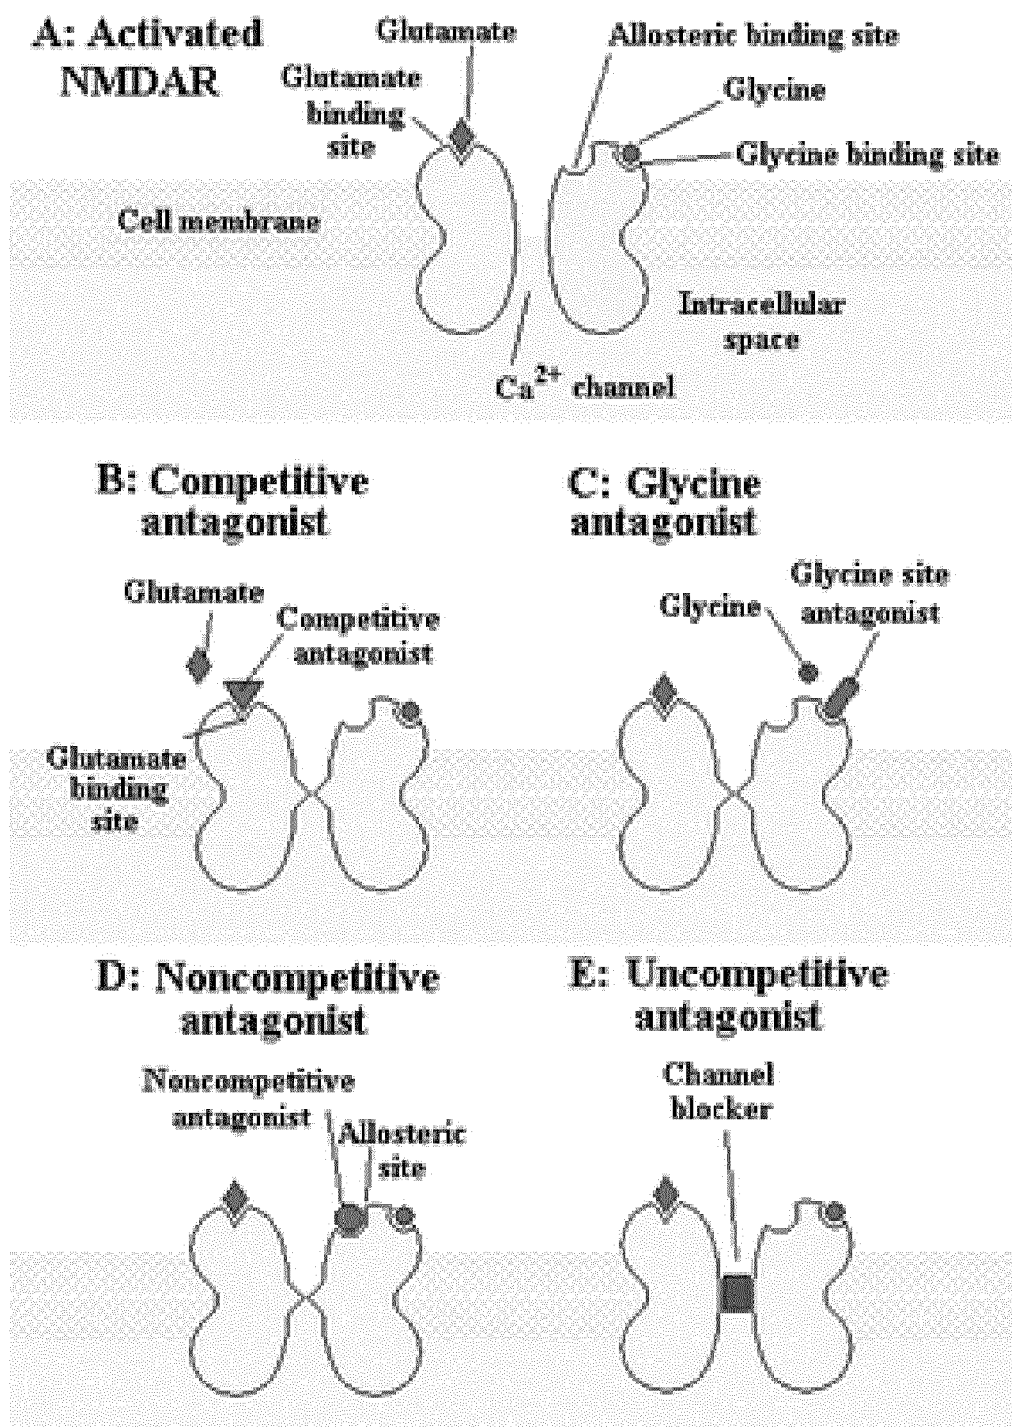 A: Activated
NMDAR
Glutamate
Allosteric binding site
Glutamate
binding
site
Glycine
Glycine binding site
Cell membrane
Intracellular
space
Ca2+ channel
B: Competitive
antagonist
C: Glycine
antagonist
Glutamate
Competitive
antagonist
Glycine
Glycine site
antagonist
Glutamate
binding
site
D: Noncompetitive
antagonist
E: Uncompetitive
antagonist
Noncompetitive
antagonist
Allosteric
site
Channel
blocker